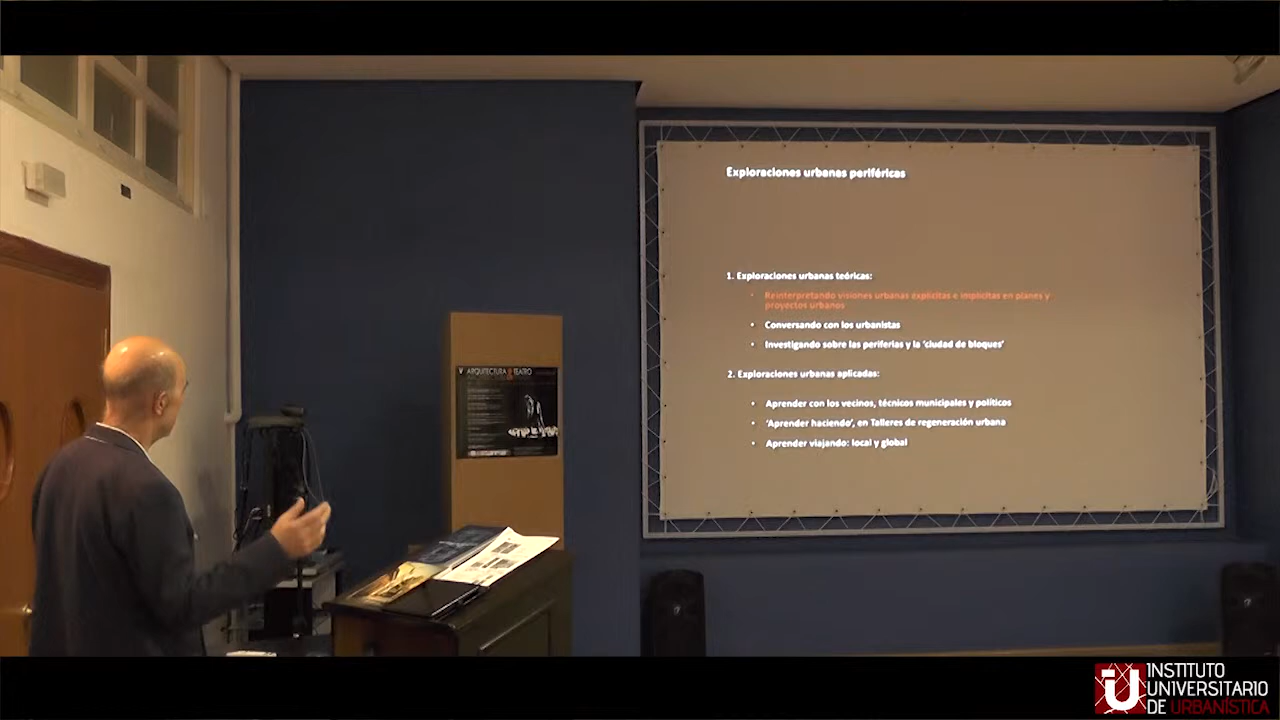 Exploraciones urbanas periféricas
1. Exploraciones urbanas teóricas:
• Reinterpretando visiones urbanas explícitas e implícitas en planes y
proyectos urbanos
• Conversando con los urbanistas
• Investigando sobre las periferias y la 'ciudad de bloques'
2. Exploraciones urbanas aplicadas:
• Aprender con los vecinos, técnicos municipales y políticos
• 'Aprender haciendo', en Talleres de regeneración urbana
• Aprender viajando: local y global
ARQUITECTURA TEATRO
INSTITUTO
UNIVERSITARIO
DE URBANÍSTICA